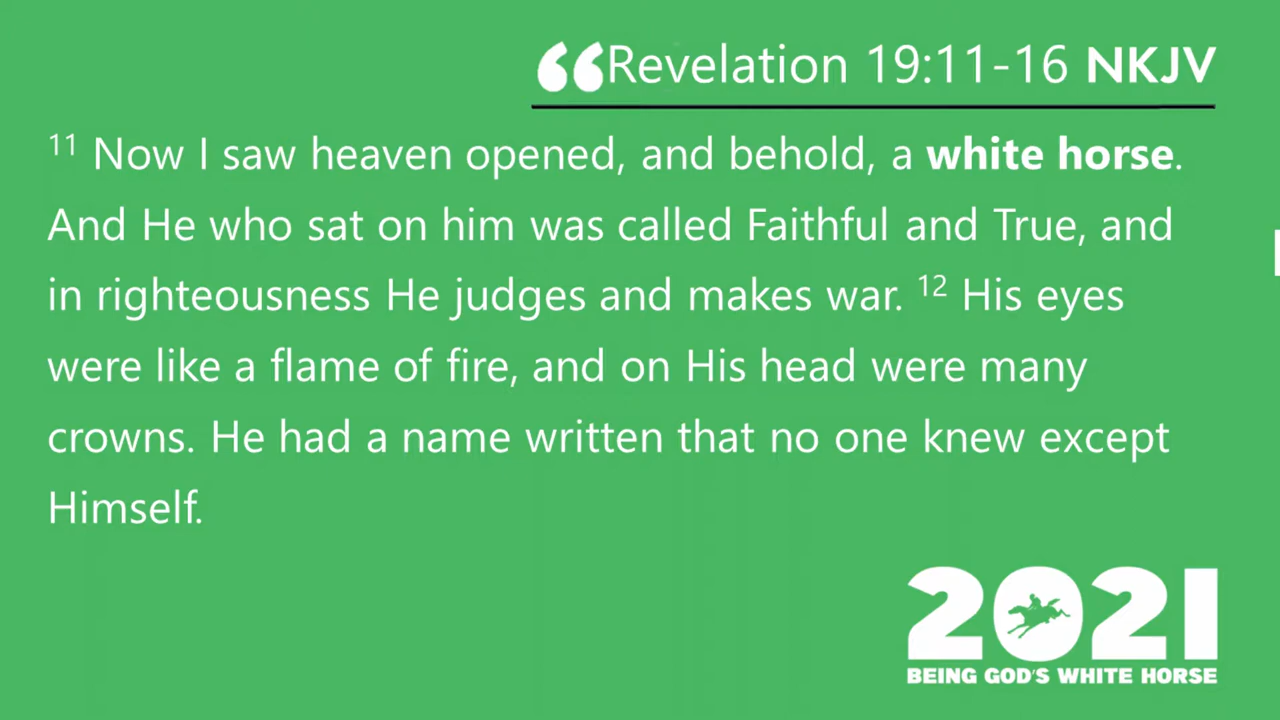 ❝Revelation 19:11-16 NKJV
11 Now I saw heaven opened, and behold, a white horse.
And He who sat on him was called Faithful and True, and
in righteousness He judges and makes war. 12 His eyes
were like a flame of fire, and on His head were many
crowns. He had a name written that no one knew except
Himself.
2021
BEING GOD'S WHITE HORSE